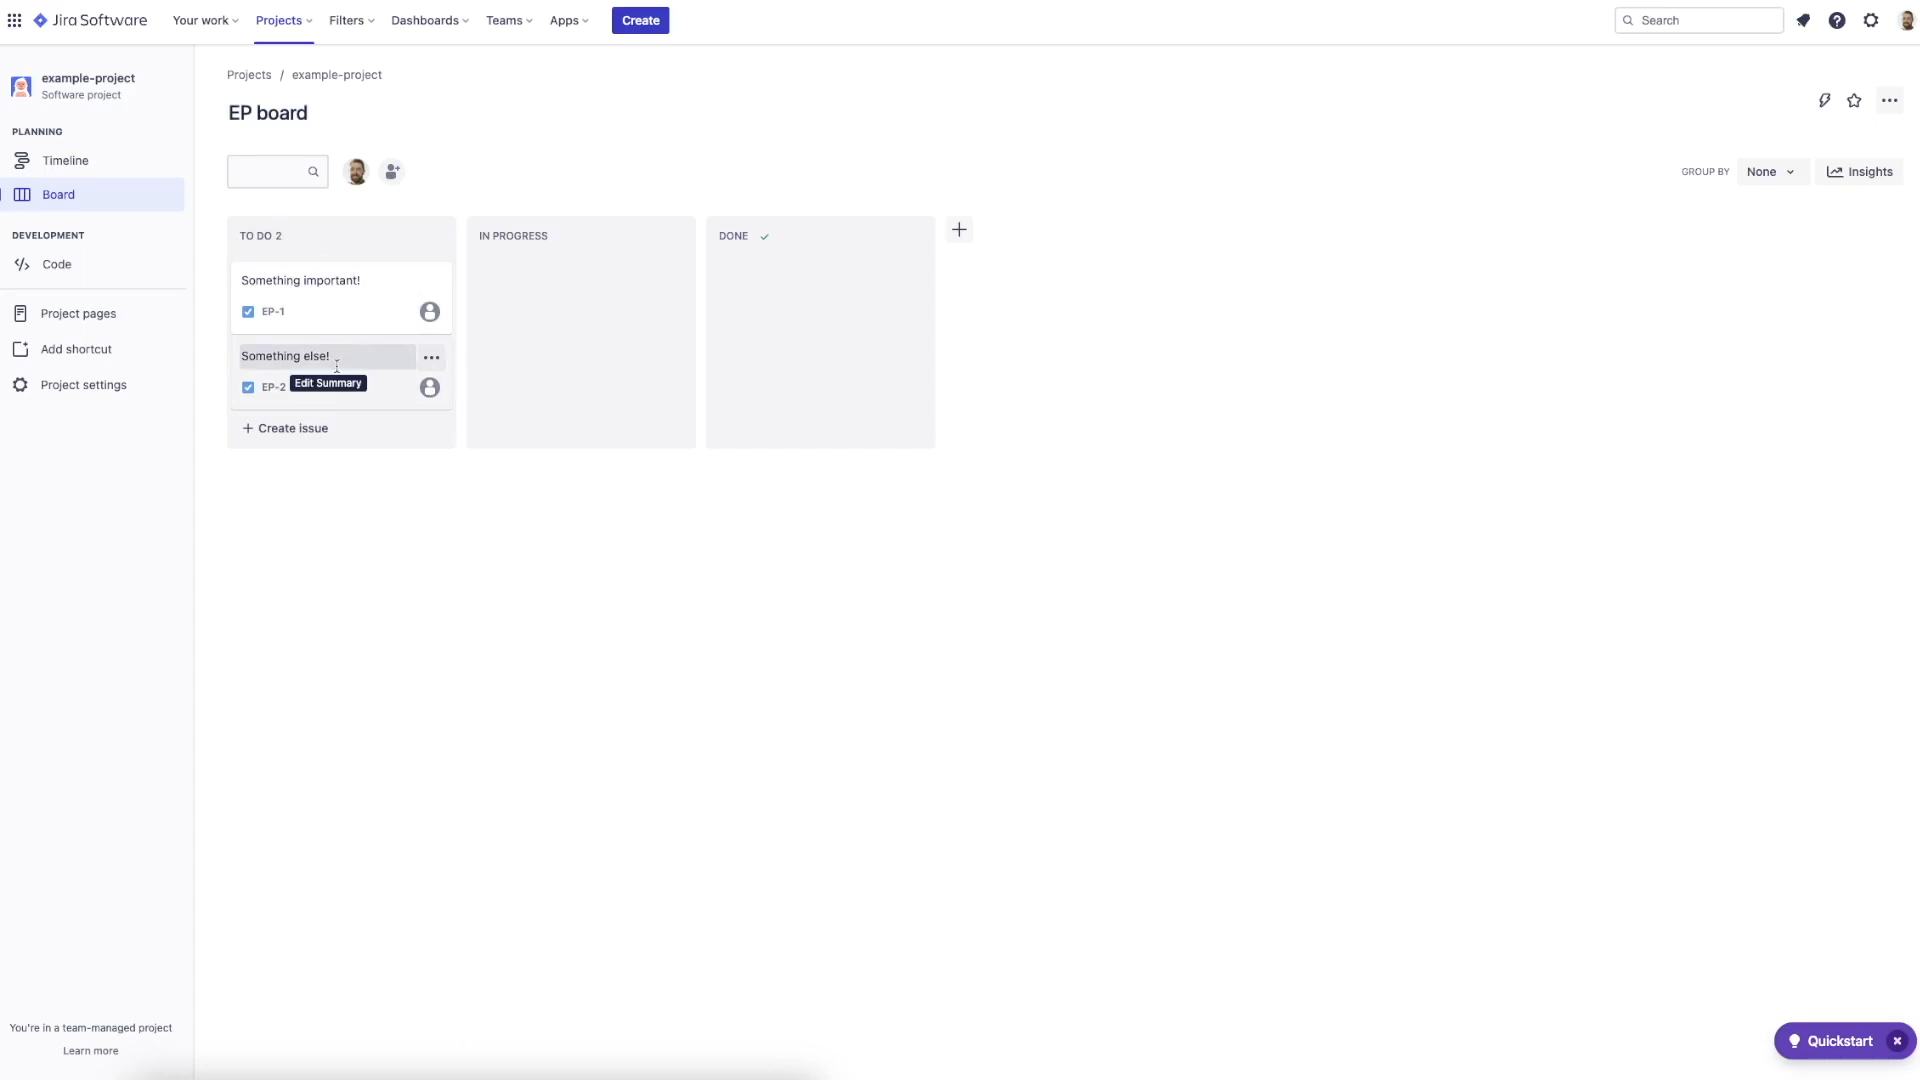 Jira Software
Your work
Projects
Filters
Dashboards
Teams
Apps
Create
Search
example-project
Software project
PLANNING
Timeline
Board
DEVELOPMENT
Code
Project pages
Add shortcut
Project settings
You're in a team-managed project
Learn more
Projects / example-project
EP board
GROUP BY
None
Insights
TO DO 2
Something important!
EP-1
Something else!
EP-2
Edit Summary
+ Create issue
IN PROGRESS
DONE
Quickstart